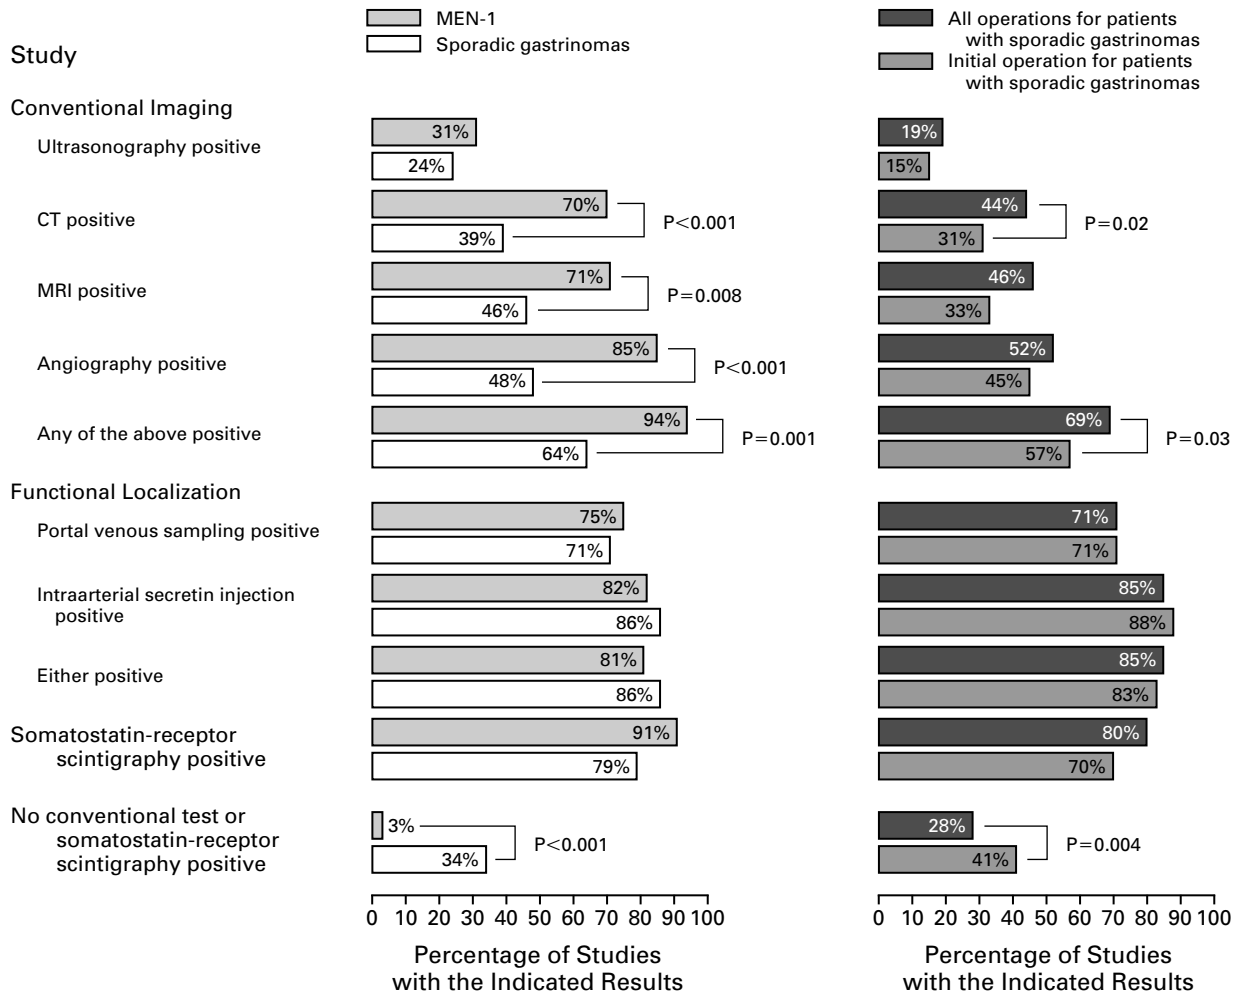 MEN-1
Sporadic gastrinomas
All operations for patients
with sporadic gastrinomas
Initial operation for patients
with sporadic gastrinomas
Study
Conventional Imaging
Ultrasonography positive
31%
24%
19%
15%
CT positive
70%
39%
P<0.001
44%
31%
P=0.02
MRI positive
71%
46%
P=0.008
46%
33%
Angiography positive
85%
48%
P<0.001
52%
45%
Any of the above positive
94%
64%
P=0.001
69%
57%
P=0.03
Functional Localization
Portal venous sampling positive
75%
71%
71%
71%
Intraarterial secretin injection
positive
82%
86%
85%
88%
Either positive
81%
86%
85%
83%
Somatostatin-receptor
scintigraphy positive
91%
79%
80%
70%
No conventional test or
somatostatin-receptor
scintigraphy positive
3%
34%
P<0.001
28%
41%
P=0.004
0 10 20 30 40 50 60 70 80 90 100
Percentage of Studies
with the Indicated Results
0 10 20 30 40 50 60 70 80 90 100
Percentage of Studies
with the Indicated Results